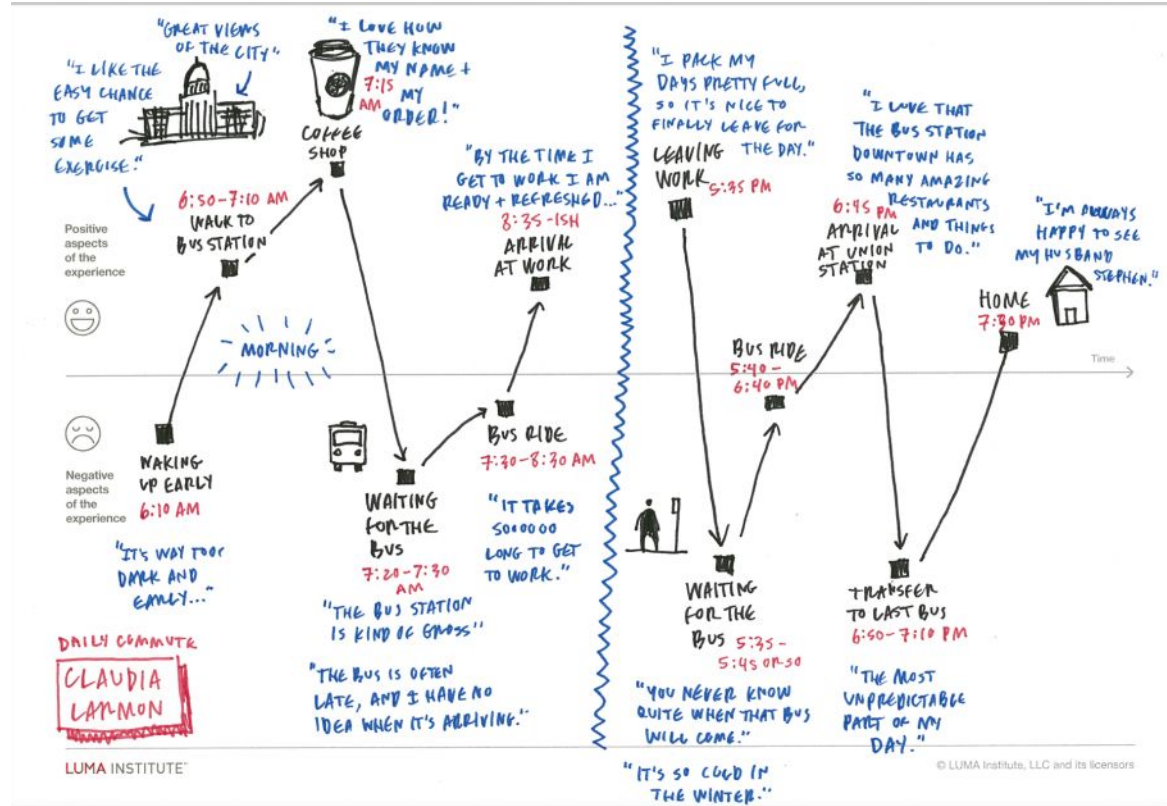 "GREAT VIEWS
OF THE CITY"
"I LIKE THE
EASY CHANCE
TO GET
SOME
EXERCISE."
6:50-7:10 AM
WALK TO
BUS STATION
"I LOVE HOW
THEY KNOW
MY NAME +
MY
ORDER!"
7:15
AM
COFFEE
SHOP
"BY THE TIME I
GET TO WORK I AM
READY + REFRESHED..."
8:35-ISH
ARRIVAL
AT WORK
Positive
aspects
of the
experience
MORNING
WAKING
UP EARLY
6:10 AM
Negative
aspects
of the
experience
"IT'S WAY TOO
DARK AND
EARLY..."
WAITING
FOR THE
BUS
7:20-7:30
AM
"THE BUS STATION
IS KIND OF GROSS"
"THE BUS IS OFTEN
LATE, AND I HAVE NO
IDEA WHEN IT'S ARRIVING."
BUS RIDE
7:30-8:30 AM
"IT TAKES
SOOOOOO
LONG TO GET
TO WORK."
DAILY COMMUTE
CLAUDIA
LARMON
"I PACK MY
DAYS PRETTY FULL,
SO IT'S NICE TO
FINALLY LEAVE FOR
THE DAY."
LEAVING
WORK
5:35 PM
"I LOVE THAT
THE BUS STATION
DOWNTOWN HAS
SO MANY AMAZING
RESTAURANTS
AND THINGS
TO DO."
6:45 PM
ARRIVAL
AT UNION
STATION
"I'M ALWAYS
HAPPY TO SEE
MY HUSBAND
STEPHEN."
HOME
7:30 PM
BUS RIDE
5:40-
6:40 PM
Time
WAITING
FOR THE
BUS
5:35-
5:45 OR SO
"YOU NEVER KNOW
QUITE WHEN THAT BUS
WILL COME."
"IT'S SO COLD IN
THE WINTER."
TRANSFER
TO LAST BUS
6:50-7:10 PM
"THE MOST
UNPREDICTABLE
PART OF MY
DAY."
LUMA INSTITUTE™
© LUMA Institute, LLC and its licensors